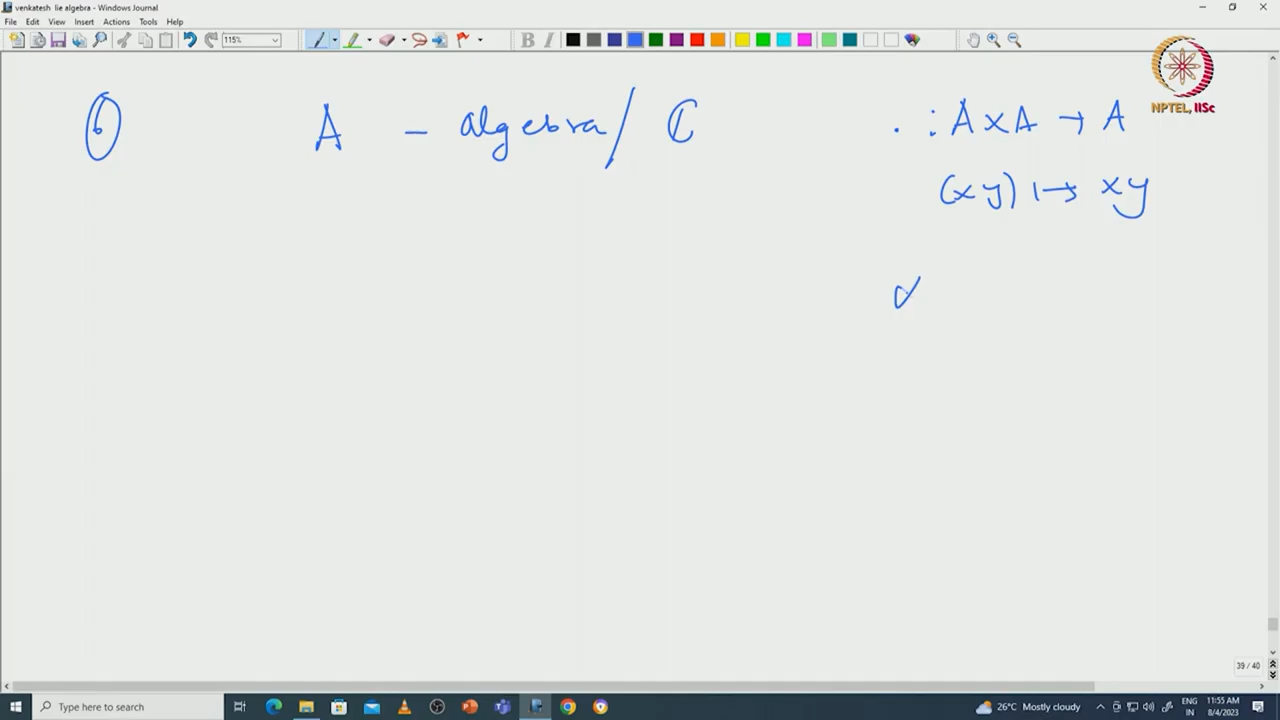 venkatesh lie algebra - Windows Journal
File Edit View Insert Actions Tools Help
115%
B I
NPTEL, IISc
6 A - algebra / ℂ · : A × A → A
(x y) ↦ xy
39 / 40
Type here to search
26°C Mostly cloudy
ENG
IN
11:55 AM
8/4/2023